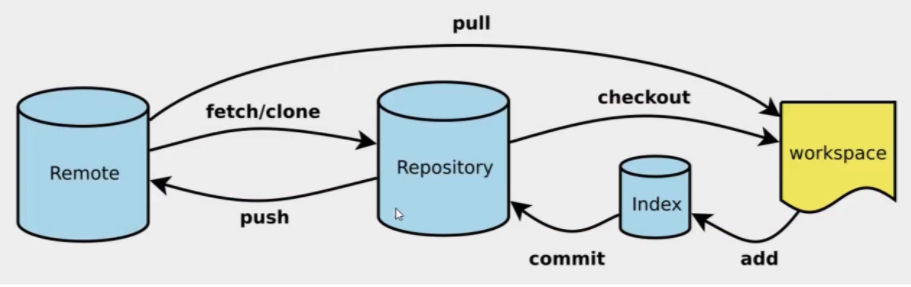 pull
fetch/clone
checkout
Remote
Repository
workspace
Index
push
commit
add